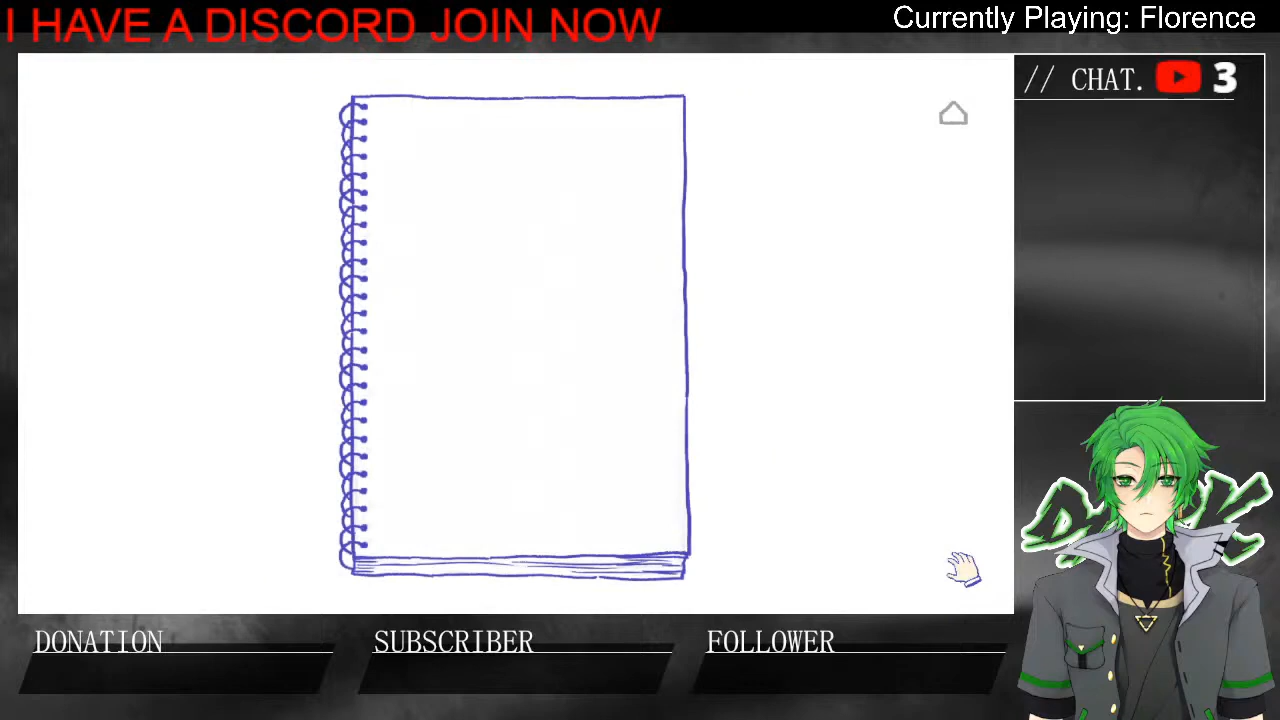 I HAVE A DISCORD JOIN NOW
Currently Playing: Florence
// CHAT. 3
DONATION
SUBSCRIBER
FOLLOWER